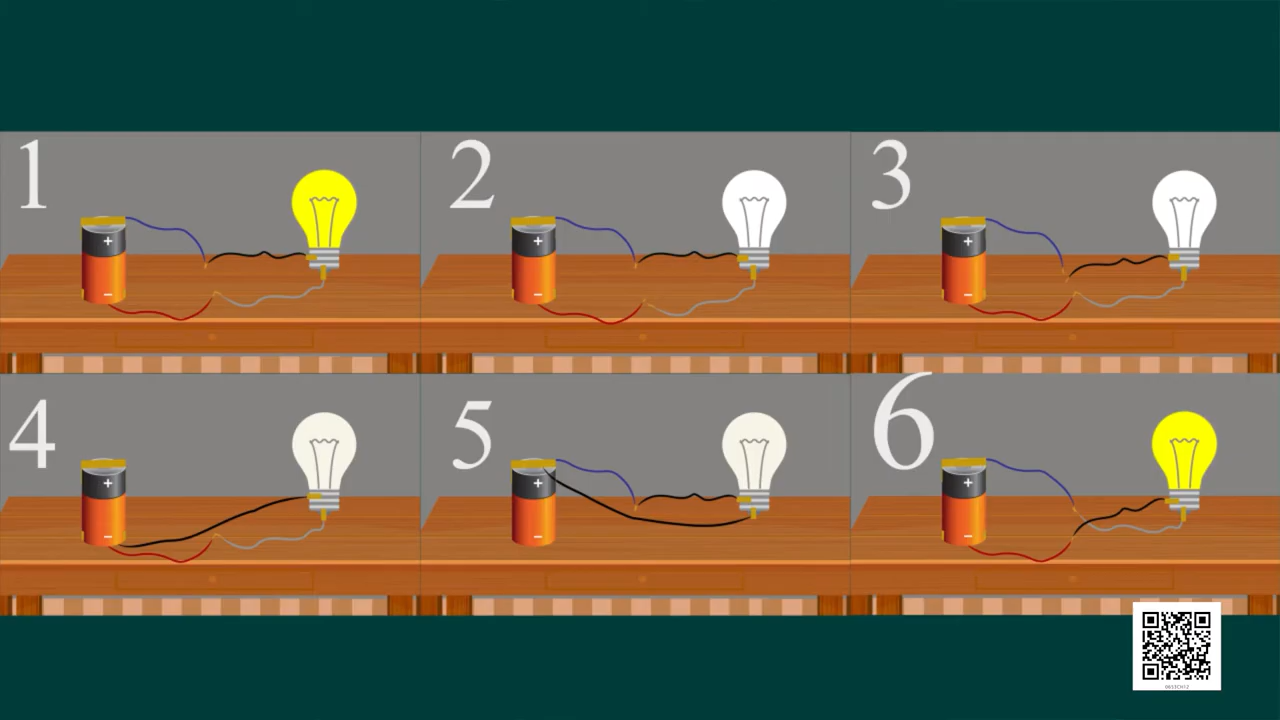 1 2 3
+ + +
− − −
4 5 6
+ + +
− − −